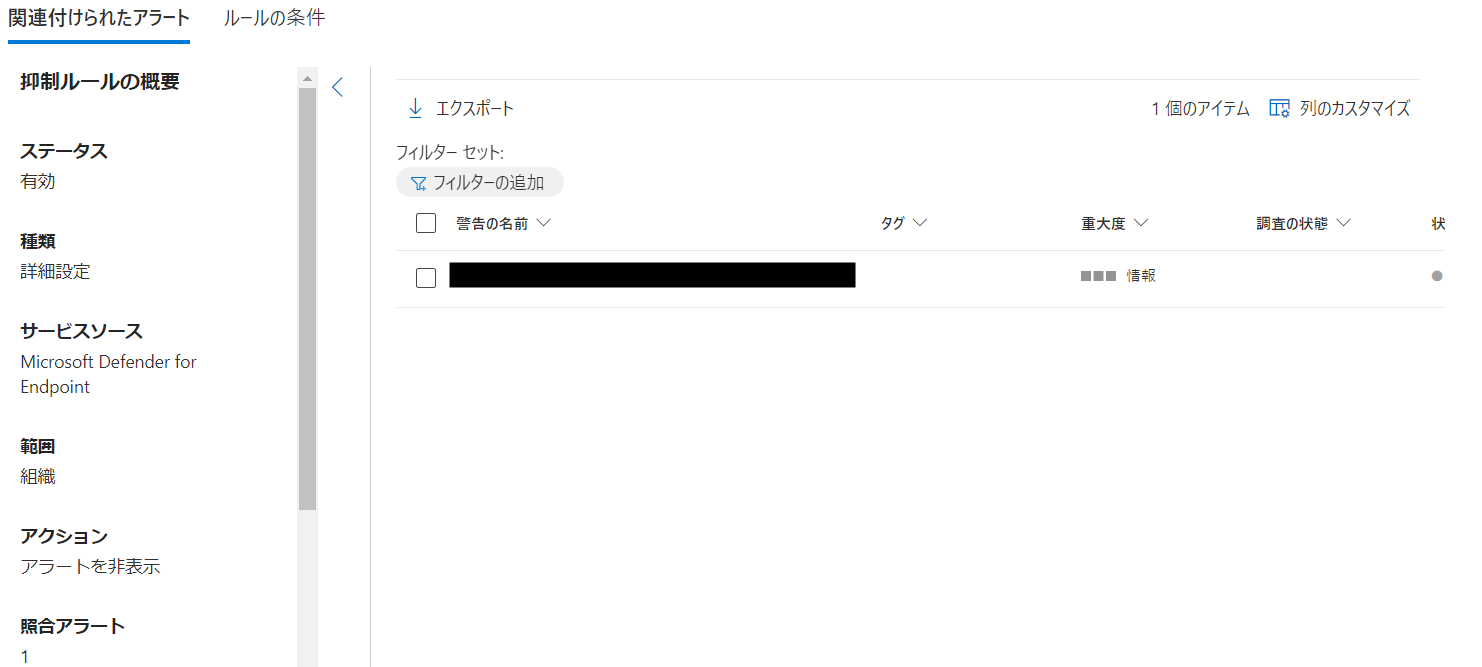 関連付けられたアラート ルールの条件
抑制ルールの概要
ステータス
有効
種類
詳細設定
サービスソース
Microsoft Defender for
Endpoint
範囲
組織
アクション
アラートを非表示
照合アラート
1
エクスポート 1 個のアイテム 列のカスタマイズ
フィルター セット:
フィルターの追加
警告の名前 タグ 重大度 調査の状態 状
情報